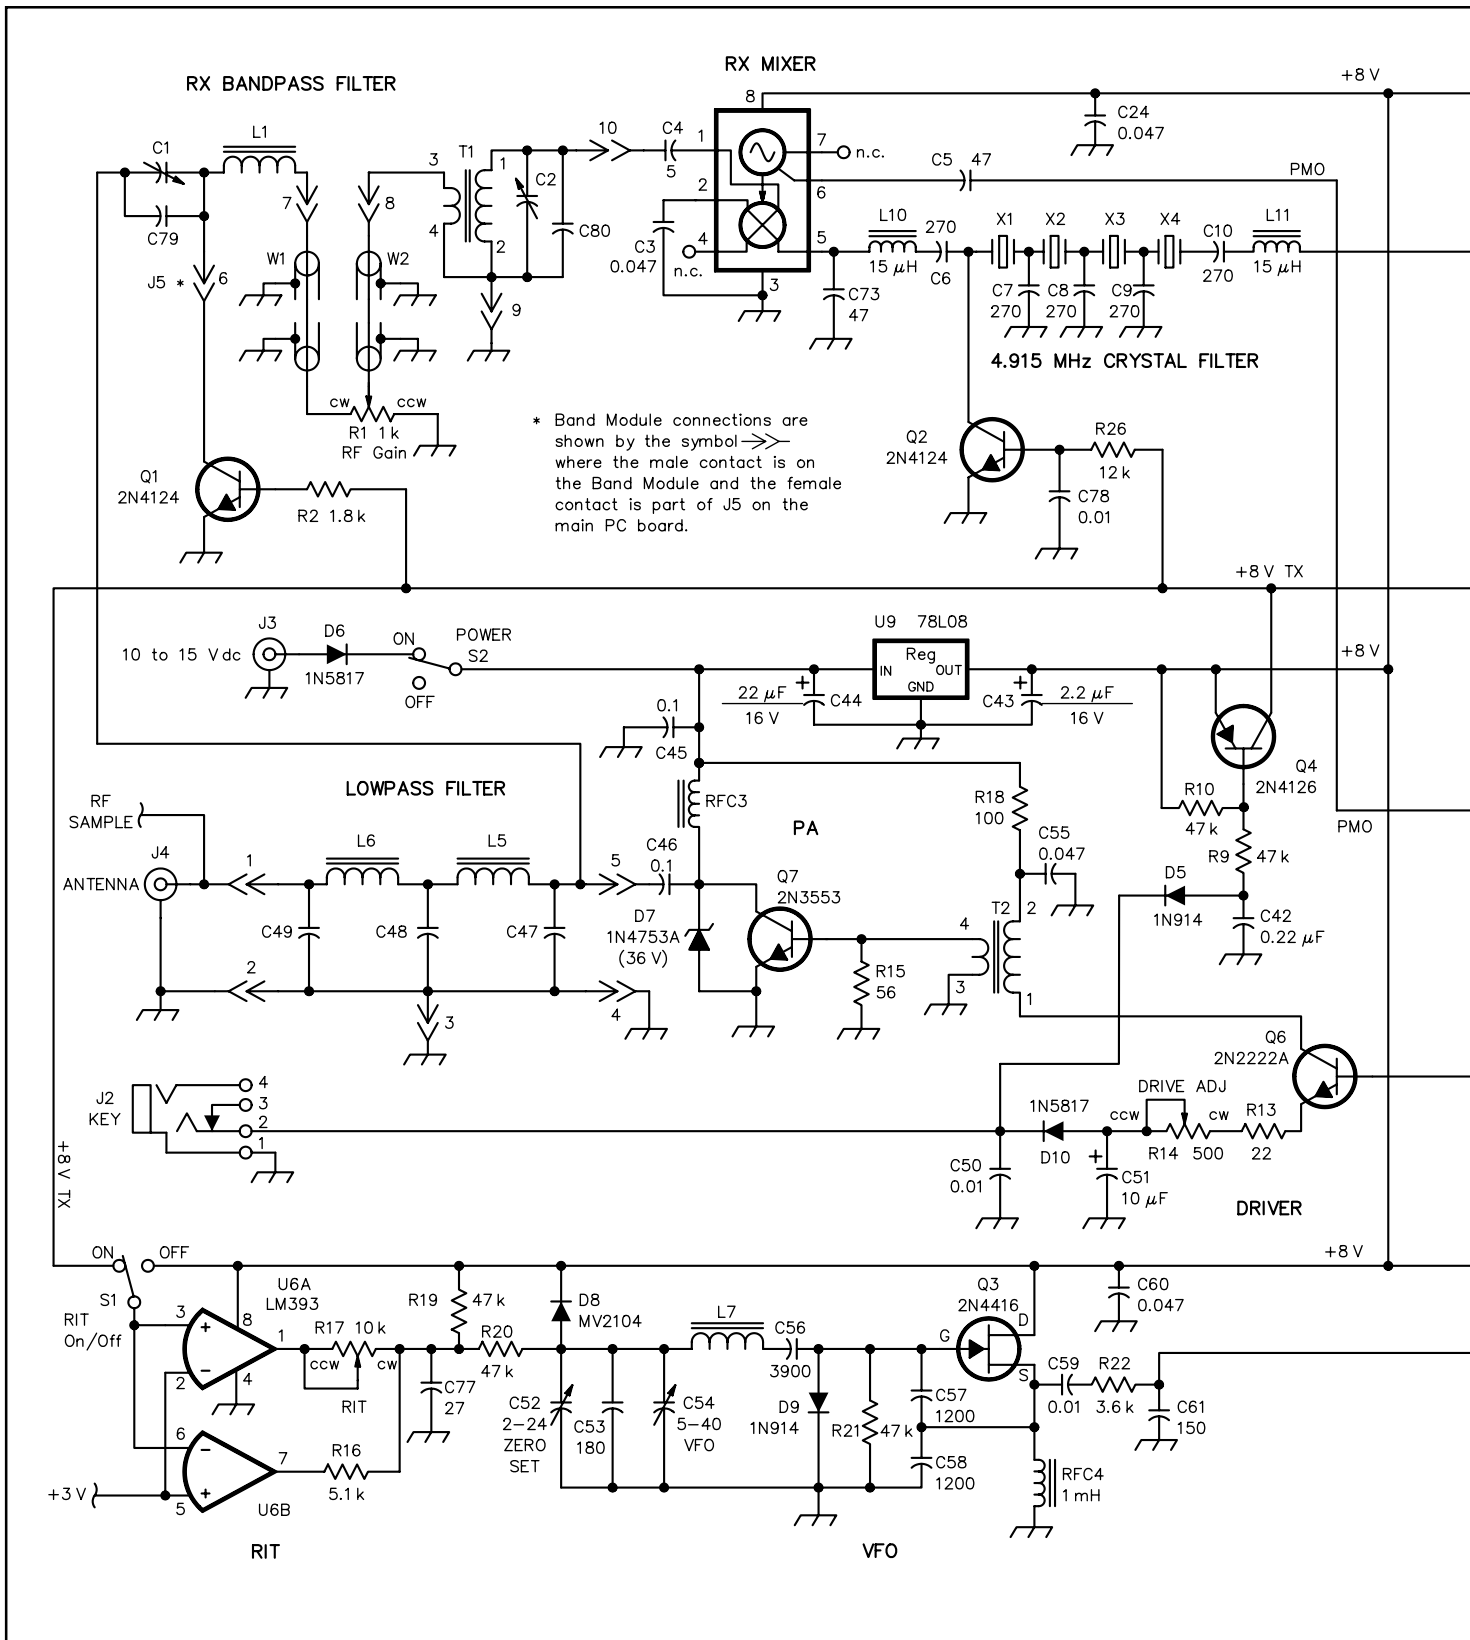 RX BANDPASS FILTER
RX MIXER
+8 V
8
C24
0.047
C1
L1
3
T1
1
10
C4
1
5
7
n.c.
C5
47
PMO
C2
2
6
7
8
4
2
C80
C3
0.047
4
n.c.
5
3
L10
15 µH
270
C6
X1
X2
X3
X4
C10
270
L11
15 µH
C79
J5 *
6
W1
W2
9
C73
47
C7
270
C8
270
C9
270
4.915 MHz CRYSTAL FILTER
cw
ccw
R1 1 k
RF Gain
* Band Module connections are
shown by the symbol
where the male contact is on
the Band Module and the female
contact is part of J5 on the
main PC board.
Q1
2N4124
R2 1.8 k
Q2
2N4124
R26
12 k
C78
0.01
+8 V TX
J3
10 to 15 Vdc
D6
1N5817
ON
OFF
POWER
S2
U9 78L08
Reg
IN
OUT
GND
+8 V
22 µF
16 V
C44
C43
2.2 µF
16 V
0.1
C45
Q4
2N4126
LOWPASS FILTER
RFC3
PA
R18
100
R10
47 k
PMO
RF
SAMPLE
J4
ANTENNA
1
L6
L5
5
C46
0.1
Q7
2N3553
C55
0.047
R9
47 k
D5
1N914
C42
0.22 µF
C49
C48
C47
D7
1N4753A
(36 V)
R15
56
4
T2
2
3
1
2
3
4
Q6
2N2222A
J2
KEY
4
3
2
1
1N5817
D10
DRIVE ADJ
ccw
cw
R14 500
R13
22
C50
0.01
C51
10 µF
DRIVER
+8 V TX
ON
OFF
S1
RIT
On/Off
U6A
LM393
3
8
1
2
4
R17 10 k
ccw
cw
RIT
R19
47 k
R20
47 k
D8
MV2104
L7
C56
3900
Q3
2N4416
D
G
S
C60
0.047
+8 V
C77
27
C52
2-24
ZERO
SET
C53
180
C54
5-40
VFO
D9
1N914
R21
47 k
C57
1200
C58
1200
C59
0.01
R22
3.6 k
C61
150
RFC4
1 mH
6
7
5
+3 V
R16
5.1 k
U6B
RIT
VFO